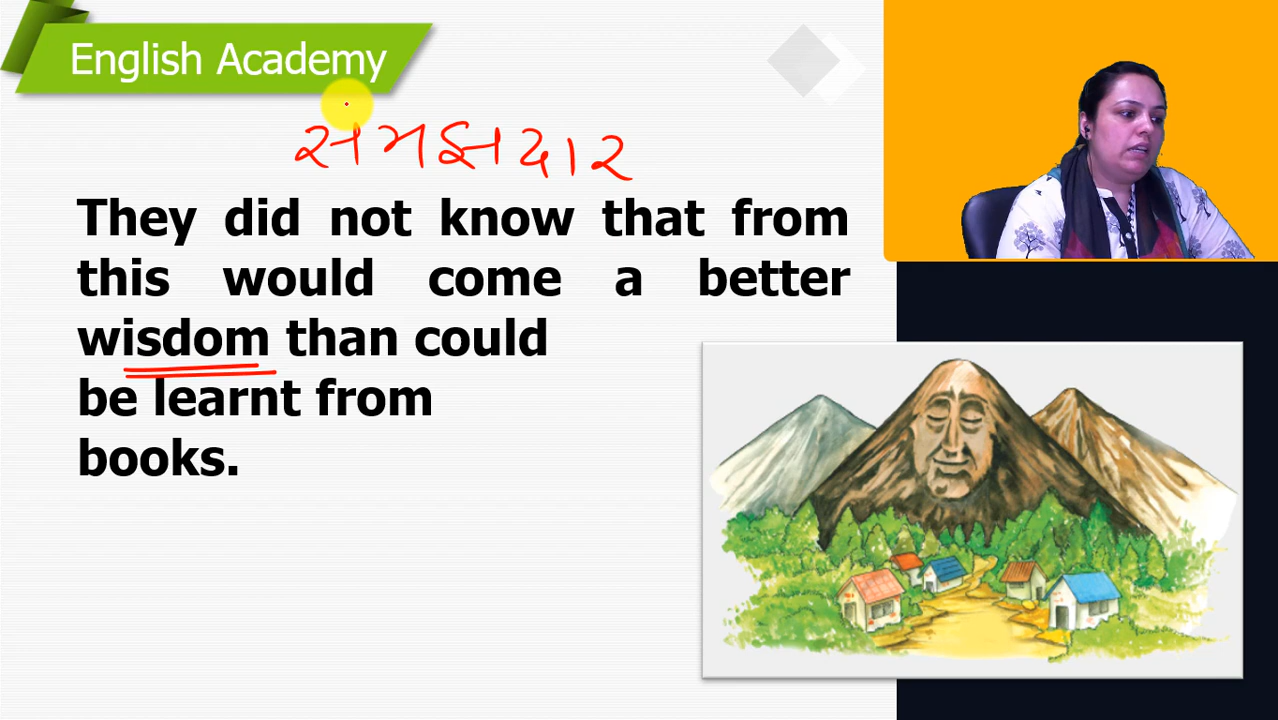 English Academy
समझदार
They did not know that from
this would come a better
wisdom than could
be learnt from
books.